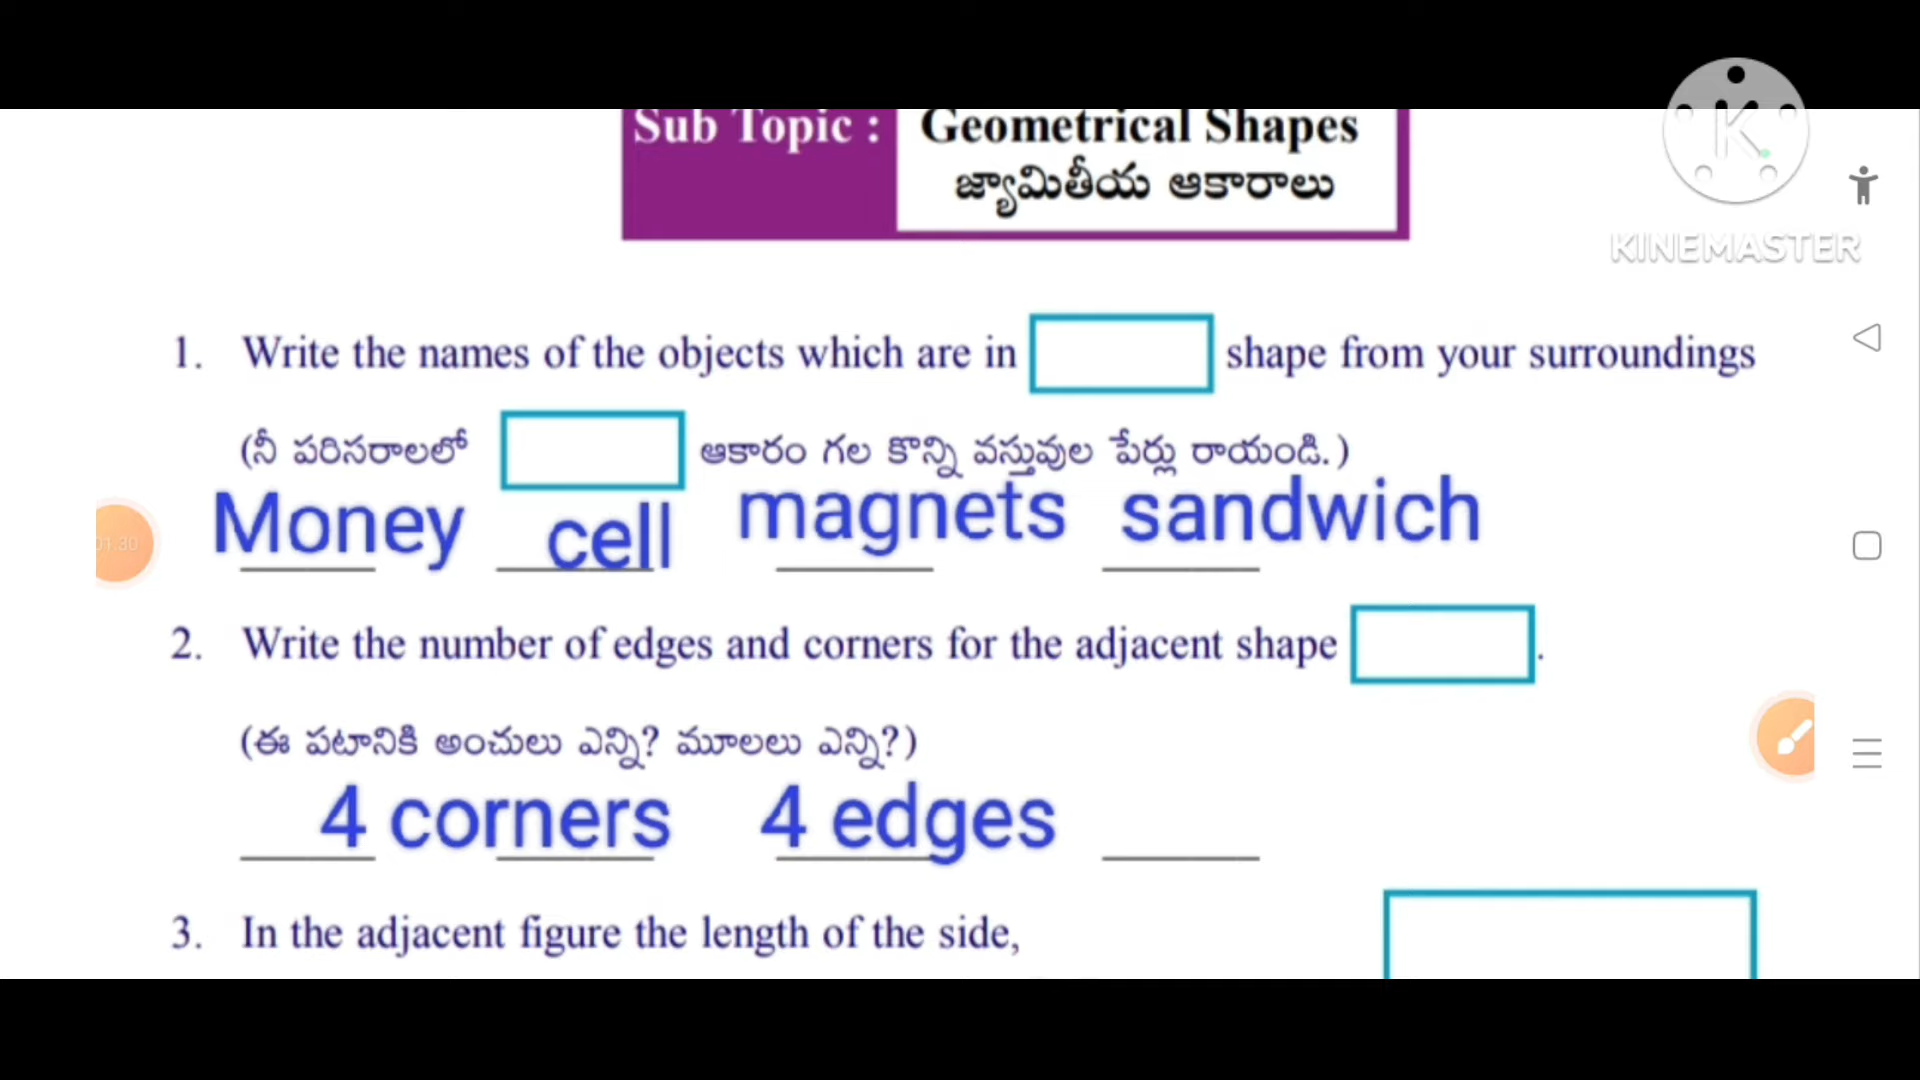 Sub Topic : Geometrical Shapes
జ్యామితీయ ఆకారాలు
K
KINEMASTER
1. Write the names of the objects which are in shape from your surroundings
(నీ పరిసరాలలో ఆకారం గల కొన్ని వస్తువుల పేర్లు రాయండి.)
Money cell magnets sandwich
01:30
2. Write the number of edges and corners for the adjacent shape .
(ఈ పటానికి అంచులు ఎన్ని? మూలలు ఎన్ని?)
4 corners 4 edges
3. In the adjacent figure the length of the side,